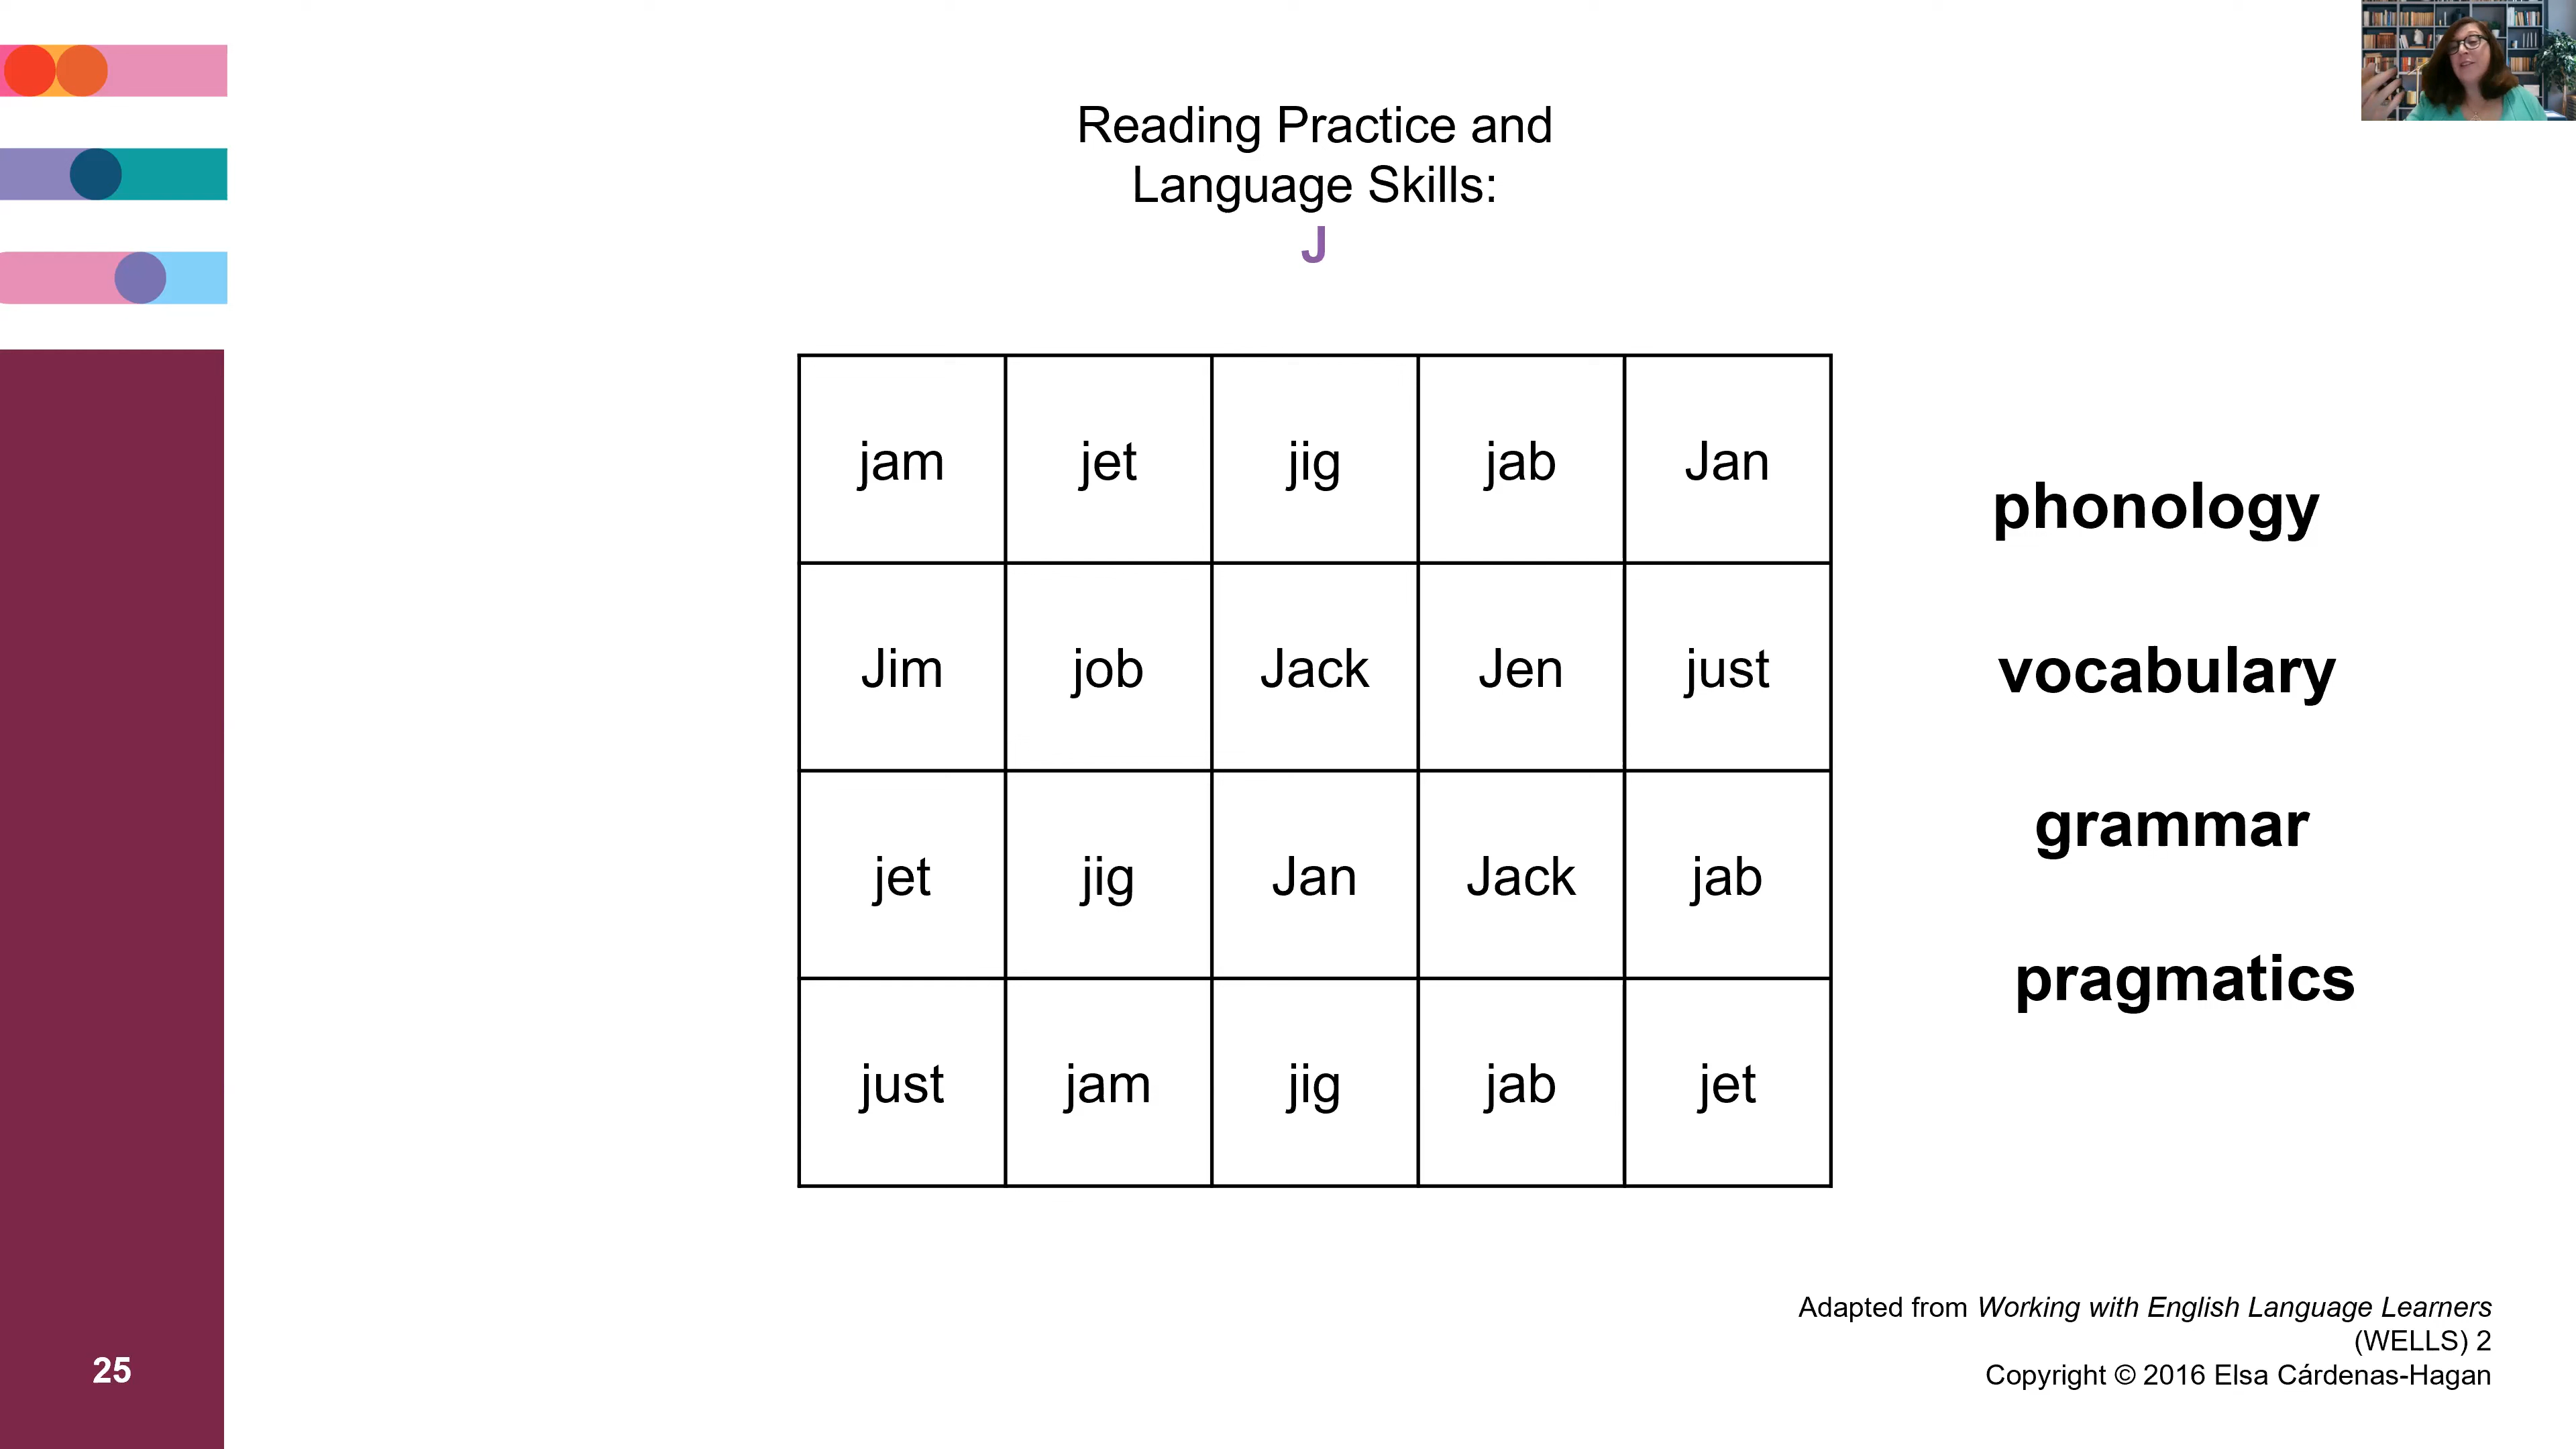 Reading Practice and
Language Skills:
J
jam jet jig jab Jan
Jim job Jack Jen just
jet jig Jan Jack jab
just jam jig jab jet
phonology
vocabulary
grammar
pragmatics
Adapted from Working with English Language Learners
(WELLS) 2
Copyright © 2016 Elsa Cárdenas-Hagan
25